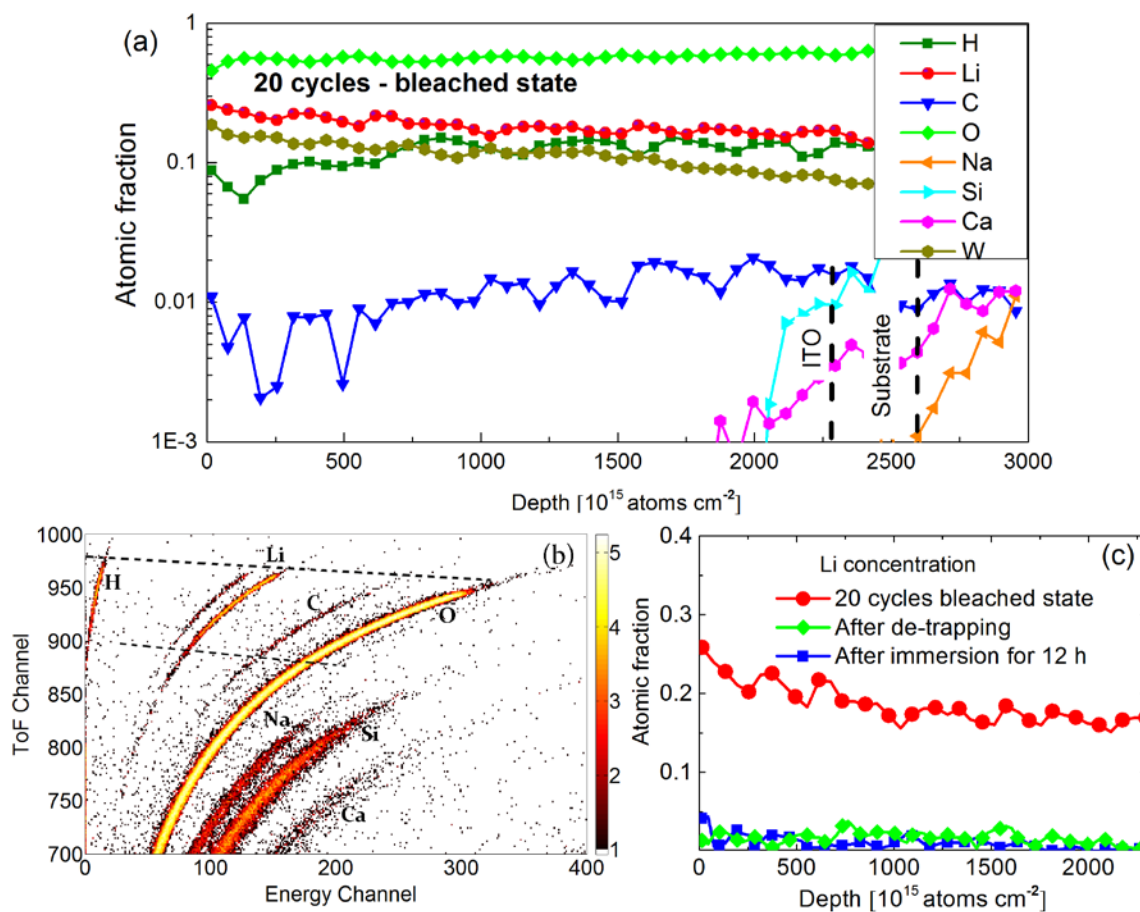 (a)
20 cycles - bleached state
H
Li
C
O
Na
Si
Ca
W
1
0.1
0.01
1E-3
Atomic fraction
ITO
Substrate
0 500 1000 1500 2000 2500 3000
Depth [10¹⁵ atoms cm⁻²]
(b)
1000
950
900
850
800
750
700
ToF Channel
H
Li
C
O
Na
Si
Ca
5
4
3
2
1
0 100 200 300 400
Energy Channel
(c)
Li concentration
20 cycles bleached state
After de-trapping
After immersion for 12 h
0.4
0.3
0.2
0.1
Atomic fraction
0 500 1000 1500 2000
Depth [10¹⁵ atoms cm⁻²]